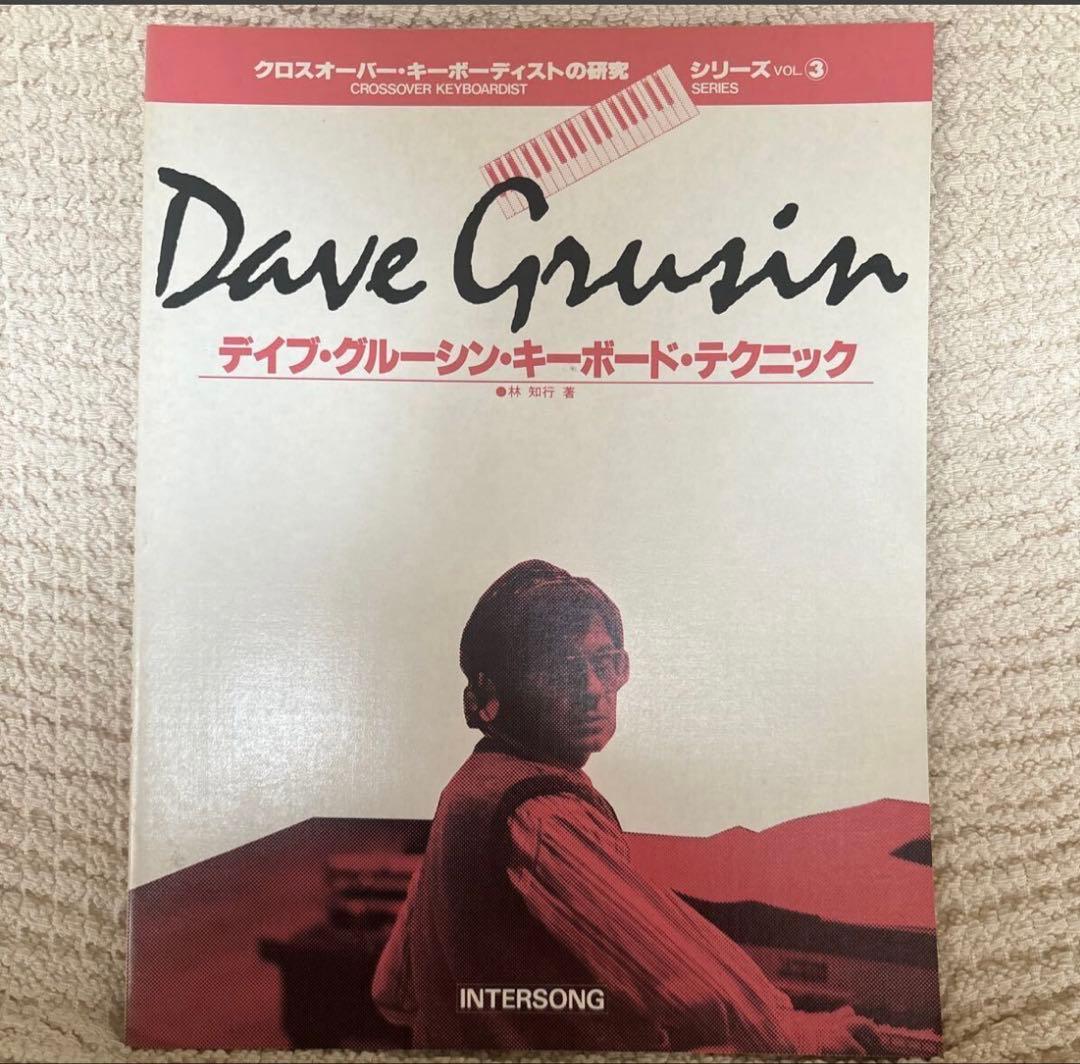 クロスオーバー・キーボーディストの研究 シリーズ VOL.③
CROSSOVER KEYBOARDIST SERIES
Dave Grusin
デイブ・グルーシン・キーボード・テクニック
●林 知行 著
INTERSONG